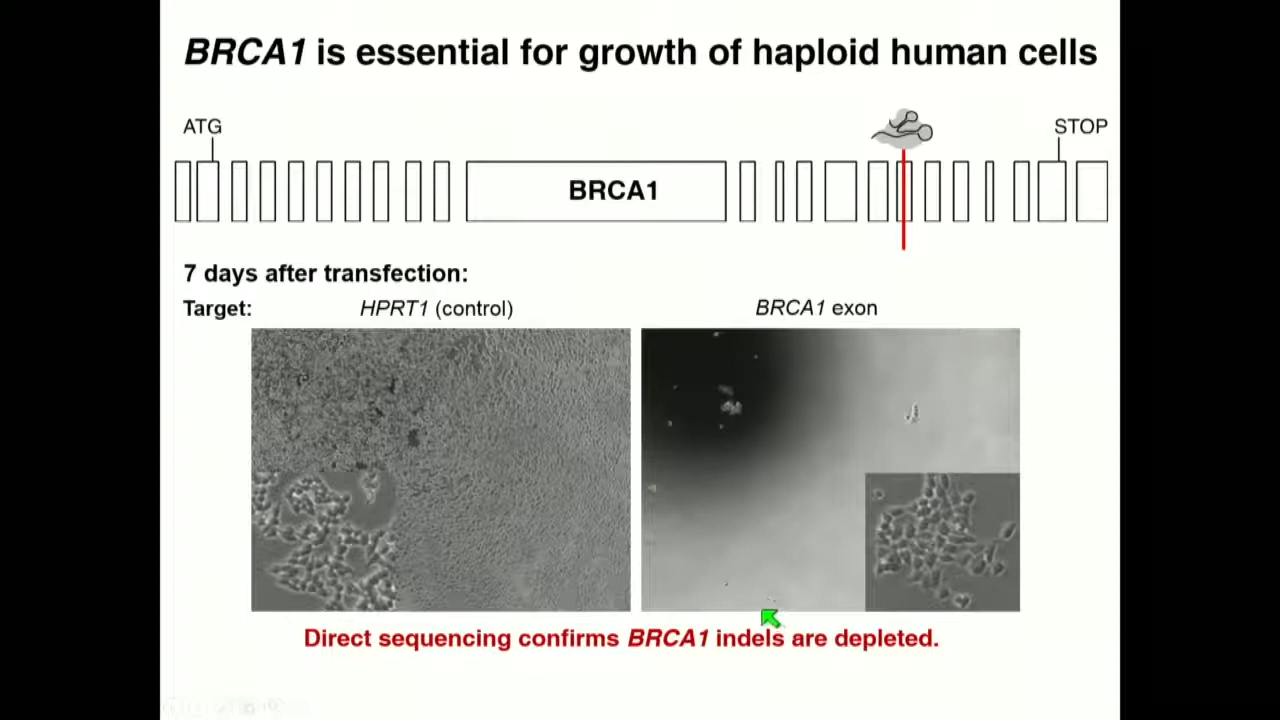 BRCA1 is essential for growth of haploid human cells
ATG
STOP
BRCA1
7 days after transfection:
Target:
HPRT1 (control)
BRCA1 exon
Direct sequencing confirms BRCA1 indels are depleted.